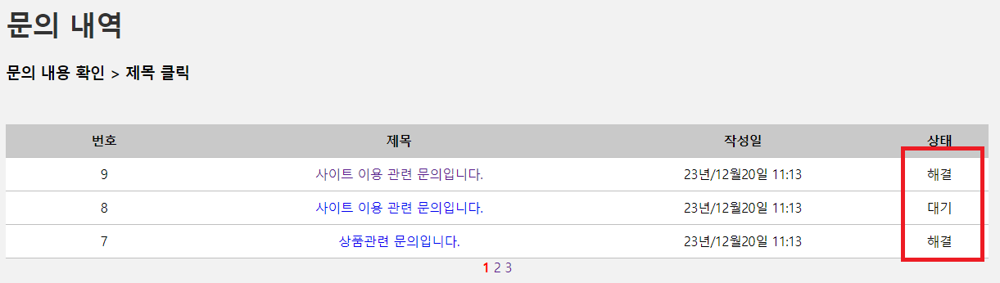 문의 내역
문의 내용 확인 > 제목 클릭
번호 제목 작성일 상태
9 사이트 이용 관련 문의입니다. 23년/12월20일 11:13 해결
8 사이트 이용 관련 문의입니다. 23년/12월20일 11:13 대기
7 상품관련 문의입니다. 23년/12월20일 11:13 해결
1 2 3